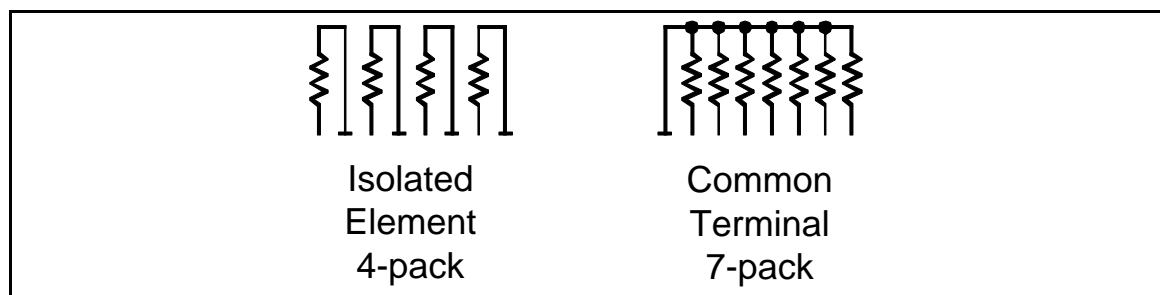 Isolated
Element
4-pack
Common
Terminal
7-pack